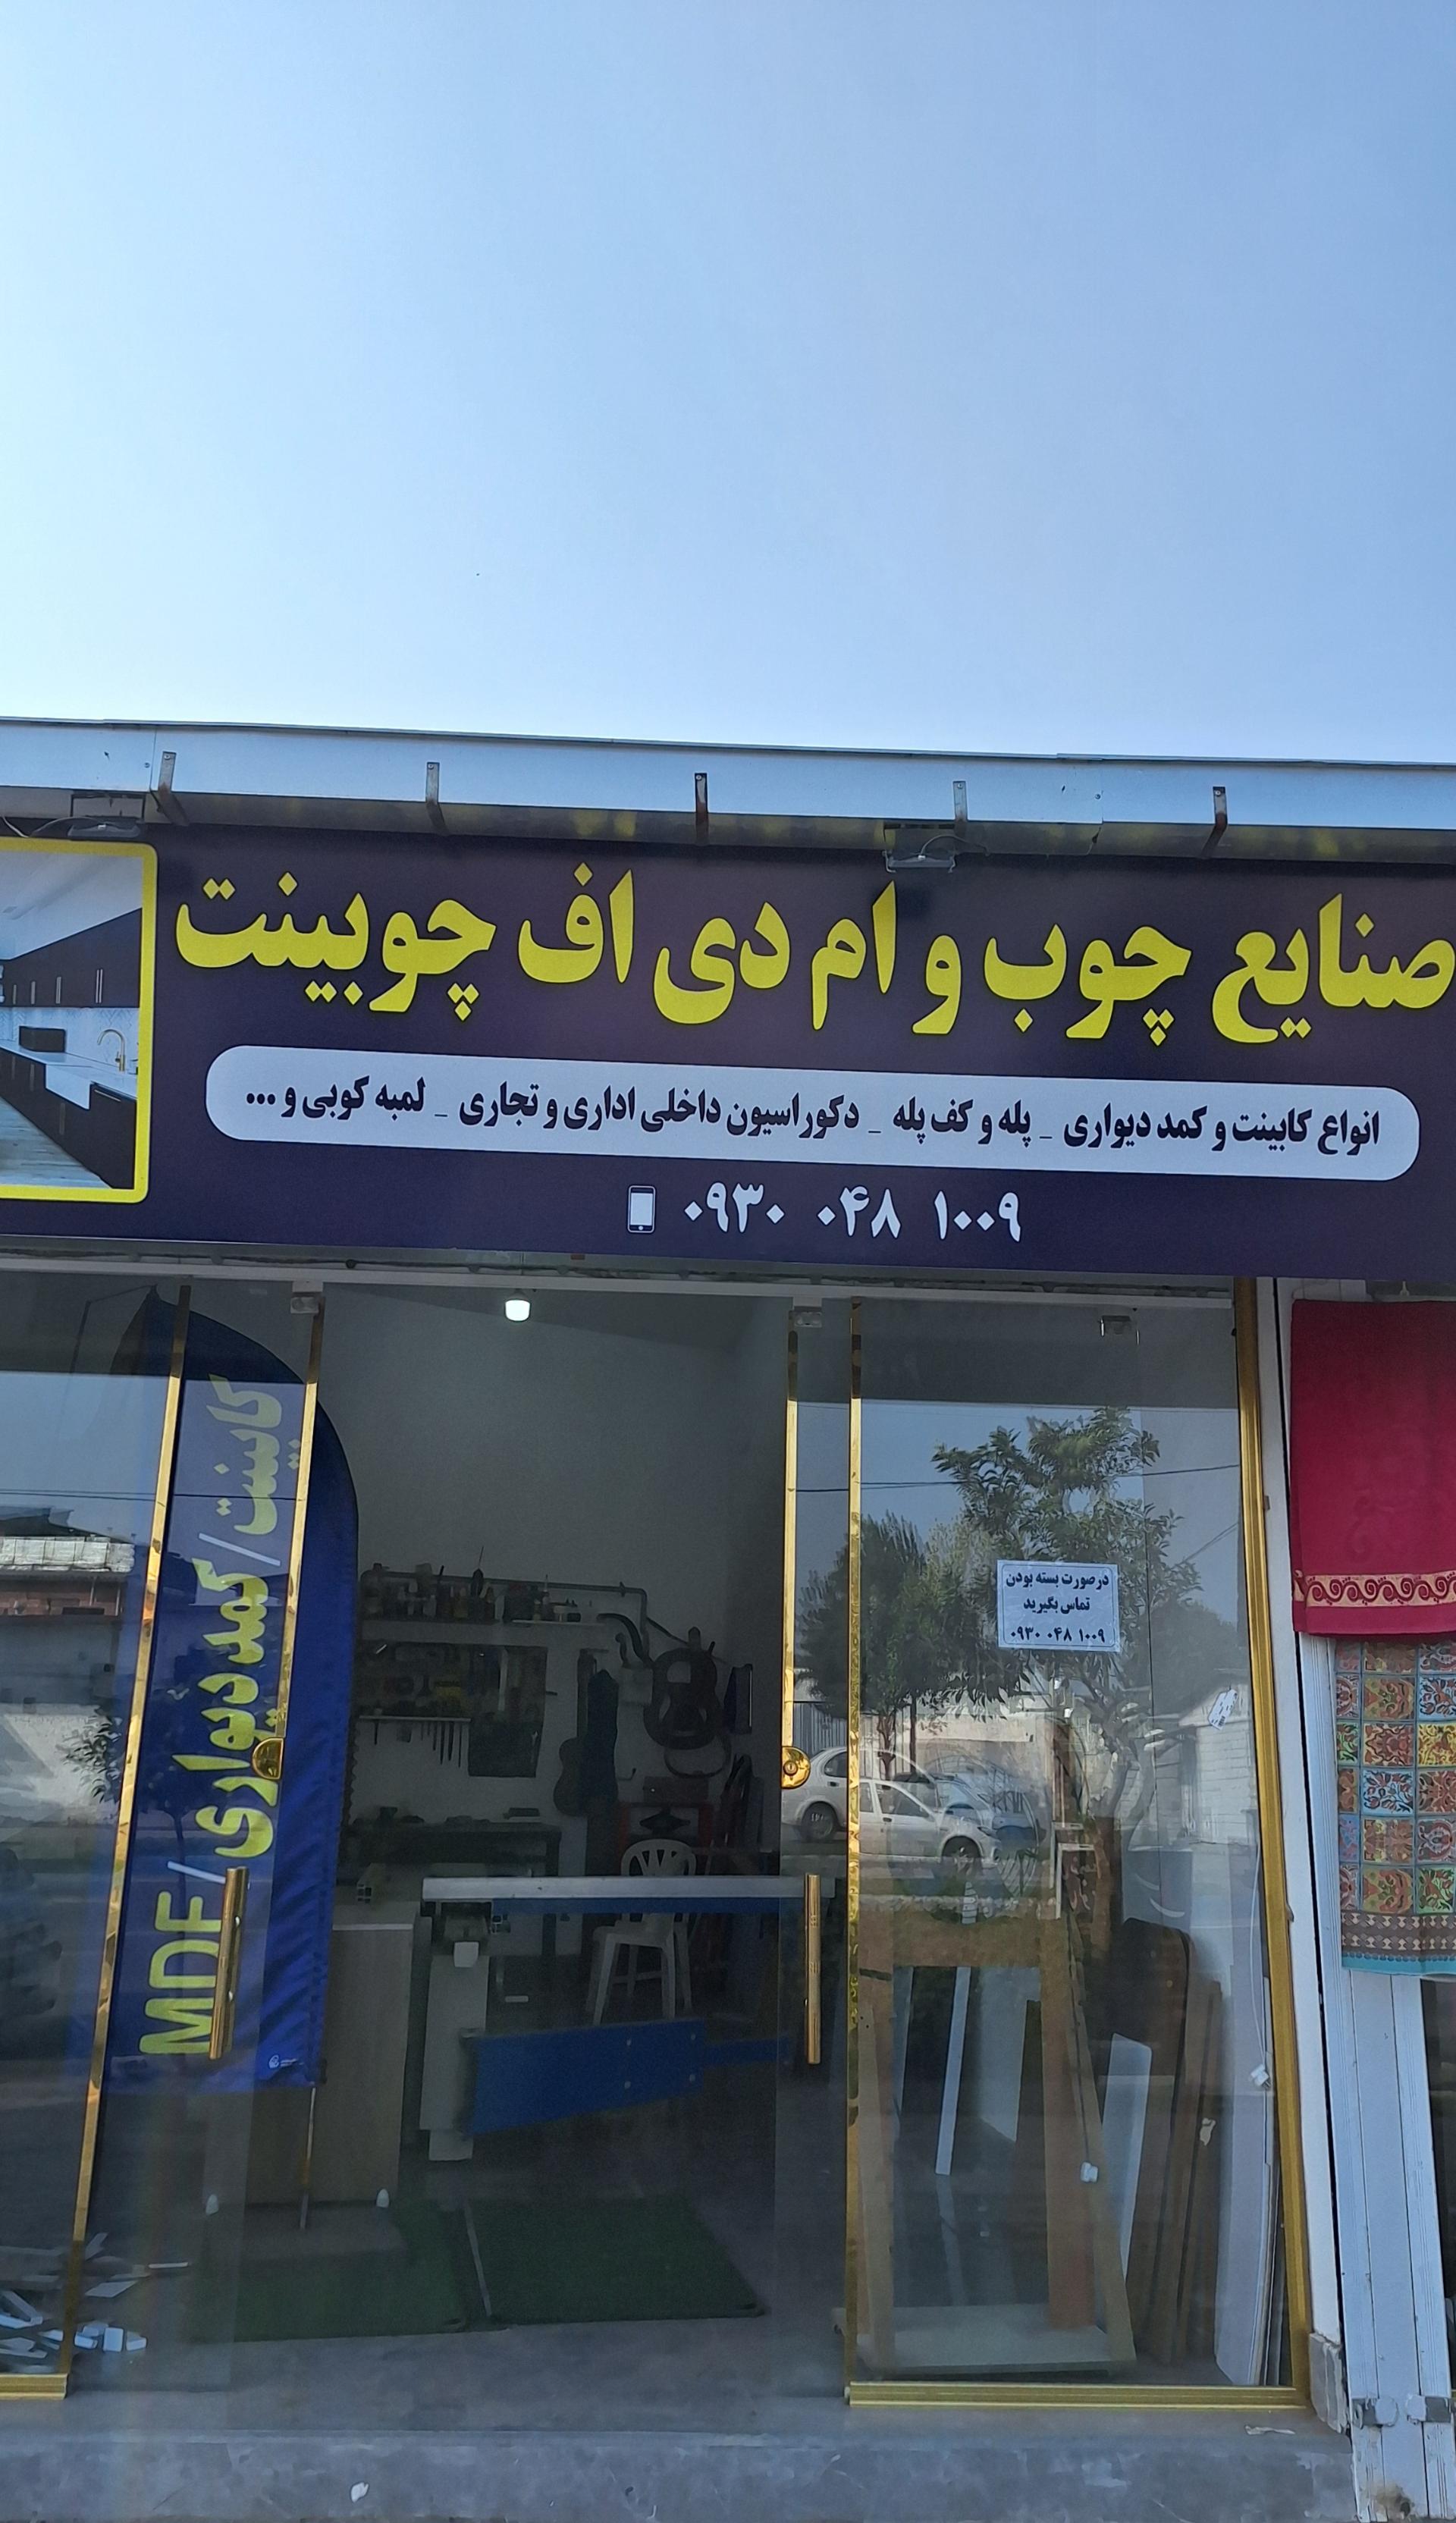 صنایع چوب و ام دی اف چوبینت
انواع کابینت و کمد دیواری _ پله و کف پله _ دکوراسیون داخلی اداری و تجاری _ لمبه کوبی و ...
۰۹۳۰ ۰۴۸ ۱۰۰۹
کابینت/کمد دیواری/MDF
درصورت بسته بودن
تماس بگیرید
۰۹۳۰ ۰۴۸ ۱۰۰۹